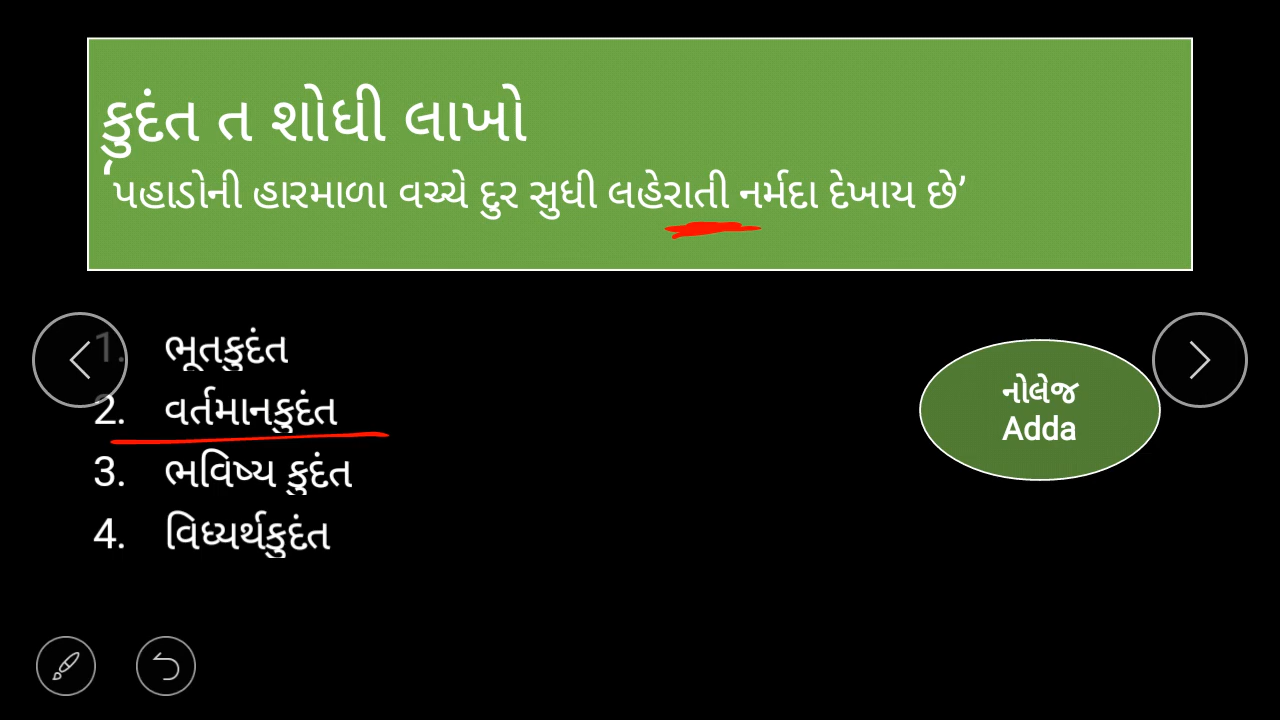 કુદંત ત શોધી લાખો
‘પહાડોની હારમાળા વચ્ચે દુર સુધી લહેરાતી નર્મદા દેખાય છે’
1. ભૂતકુદંત
2. વર્તમાનકુદંત
3. ભવિષ્ય કુદંત
4. વિધ્યર્થકુદંત
નોલેજ
Adda